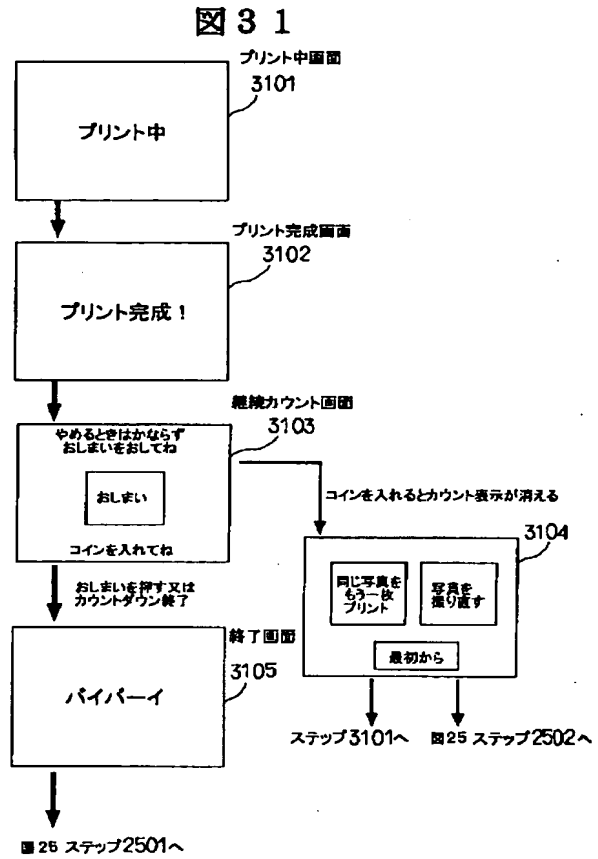 図31
プリント中画面
3101
プリント中
プリント完成画面
3102
プリント完成！
継続カウント画面
3103
やめるときはかならず
おしまいをおしてね
おしまい
コインを入れてね
コインを入れるとカウント表示が消える
3104
同じ写真を
もう一枚
プリント
写真を
撮り直す
最初から
ステップ3101へ
図25 ステップ2502へ
おしまいを押す又は
カウントダウン終了
終了画面
3105
バイバーイ
図25 ステップ2501へ